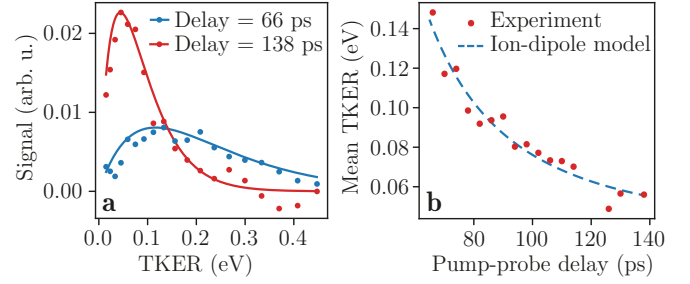 Delay = 66 ps
Delay = 138 ps
Signal (arb. u.)
0.02
0.01
0.00
a
0.0
0.1
0.2
0.3
0.4
TKER (eV)
Experiment
Ion-dipole model
Mean TKER (eV)
0.14
0.12
0.10
0.08
0.06
b
60
80
100
120
140
Pump-probe delay (ps)